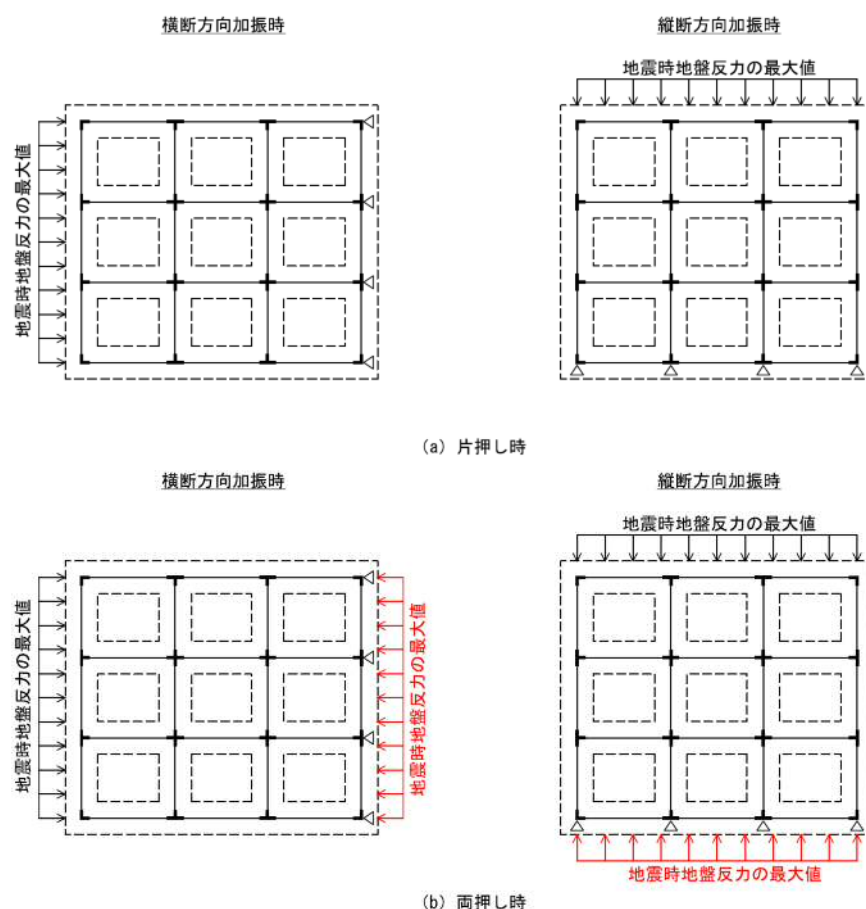 横断方向加振時
縦断方向加振時
地震時地盤反力の最大値
地震時地盤反力の最大値
(a) 片押し時
横断方向加振時
縦断方向加振時
地震時地盤反力の最大値
地震時地盤反力の最大値
地震時地盤反力の最大値
地震時地盤反力の最大値
(b) 両押し時